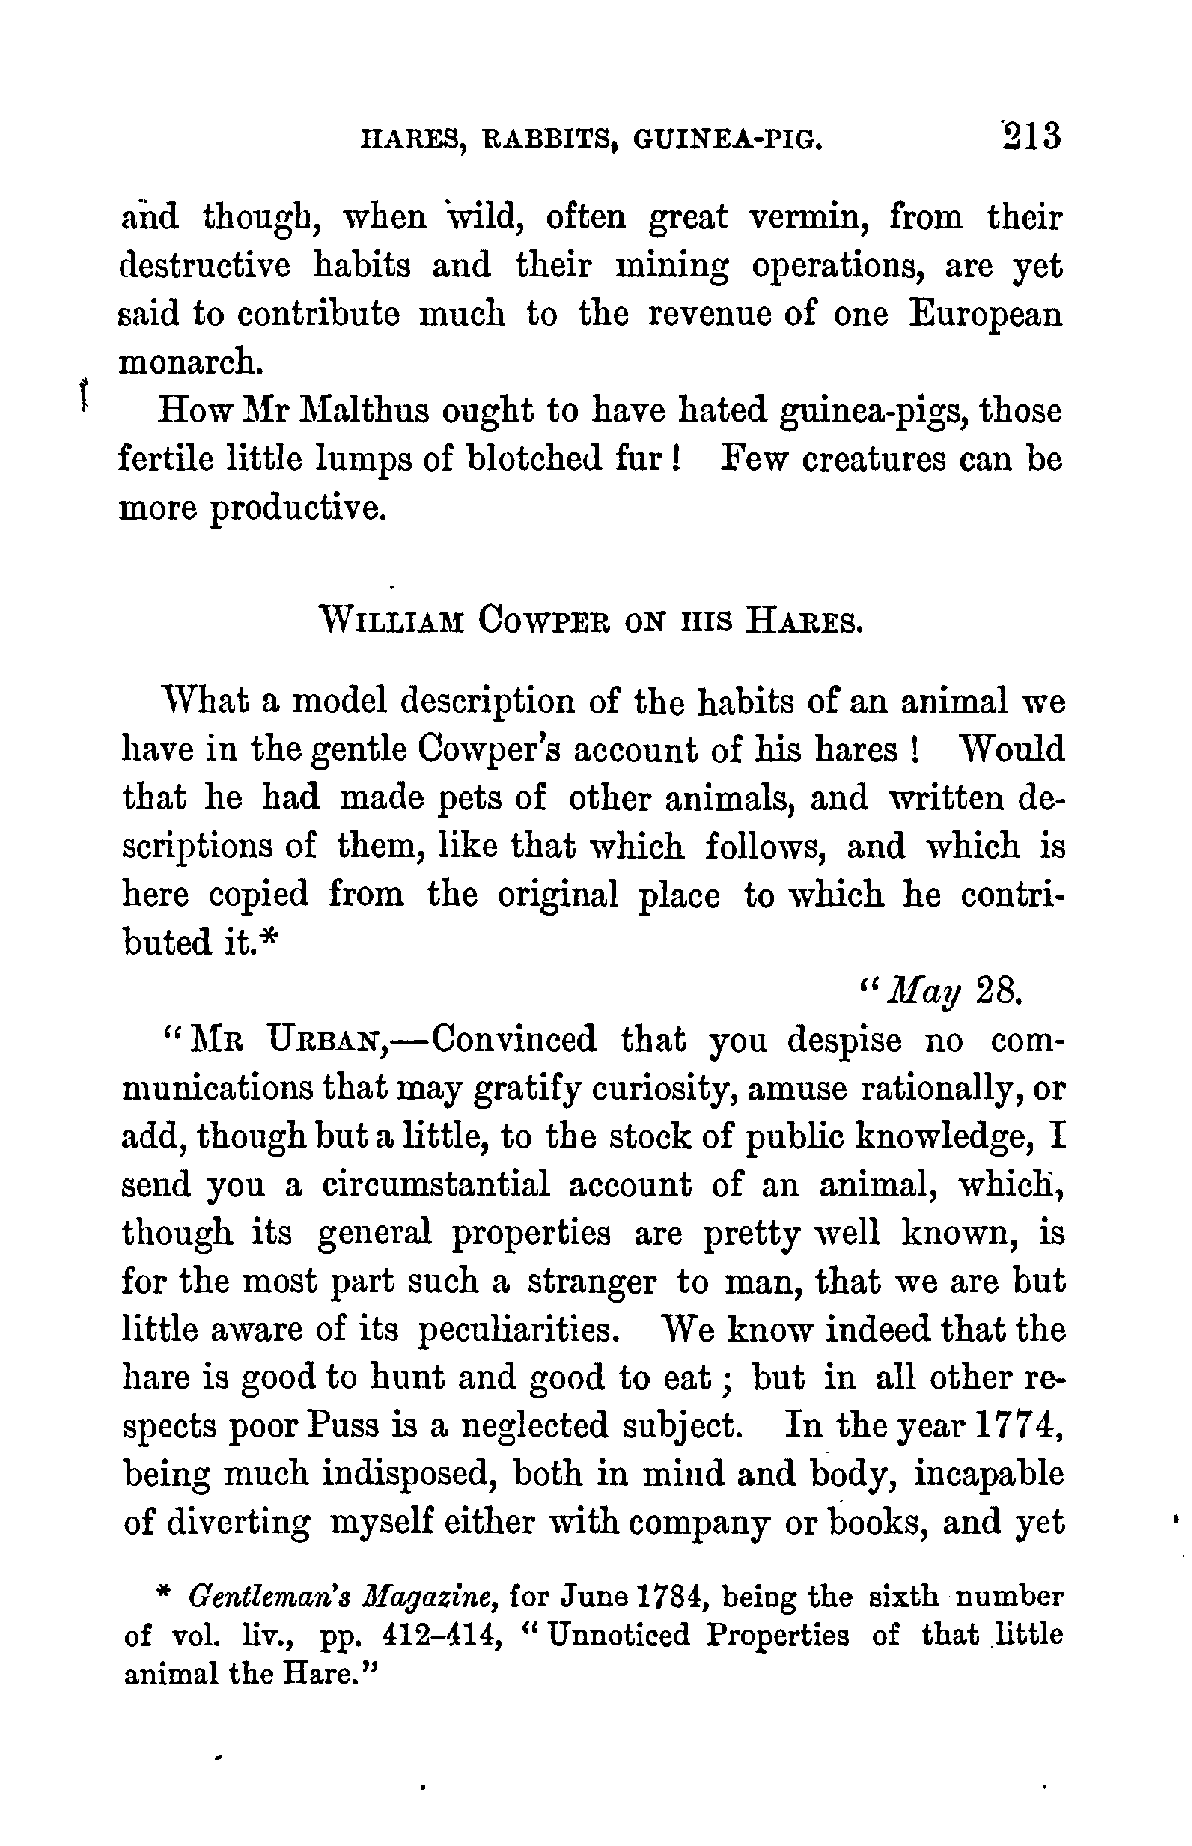 HARES, RABBITS, GUINEA-PIG. 213
and though, when wild, often great vermin, from their
destructive habits and their mining operations, are yet
said to contribute much to the revenue of one European
monarch.
How Mr Malthus ought to have hated guinea-pigs, those
fertile little lumps of blotched fur! Few creatures can be
more productive.
WILLIAM COWPER ON HIS HARES.
What a model description of the habits of an animal we
have in the gentle Cowper's account of his hares! Would
that he had made pets of other animals, and written de-
scriptions of them, like that which follows, and which is
here copied from the original place to which he contri-
buted it.*
"May 28.
"MR URBAN,—Convinced that you despise no com-
munications that may gratify curiosity, amuse rationally, or
add, though but a little, to the stock of public knowledge, I
send you a circumstantial account of an animal, which,
though its general properties are pretty well known, is
for the most part such a stranger to man, that we are but
little aware of its peculiarities. We know indeed that the
hare is good to hunt and good to eat; but in all other re-
spects poor Puss is a neglected subject. In the year 1774,
being much indisposed, both in mind and body, incapable
of diverting myself either with company or books, and yet
* Gentleman's Magazine, for June 1784, being the sixth number
of vol. liv., pp. 412–414, "Unnoticed Properties of that little
animal the Hare."